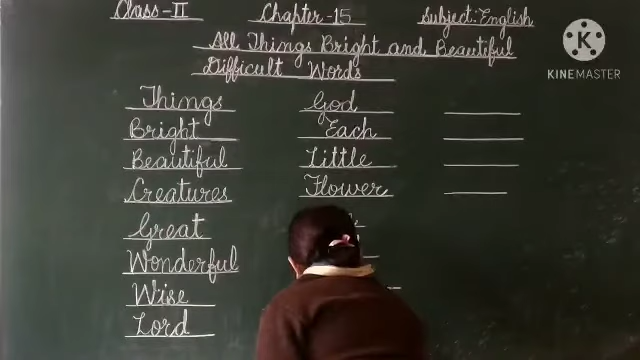 Class-II Chapter-15 Subject:English
All Things Bright and Beautiful
Difficult Words
KINEMASTER
Things God
Bright Each
Beautiful Little
Creatures Flower
Great
Wonderful
Wise
Lord